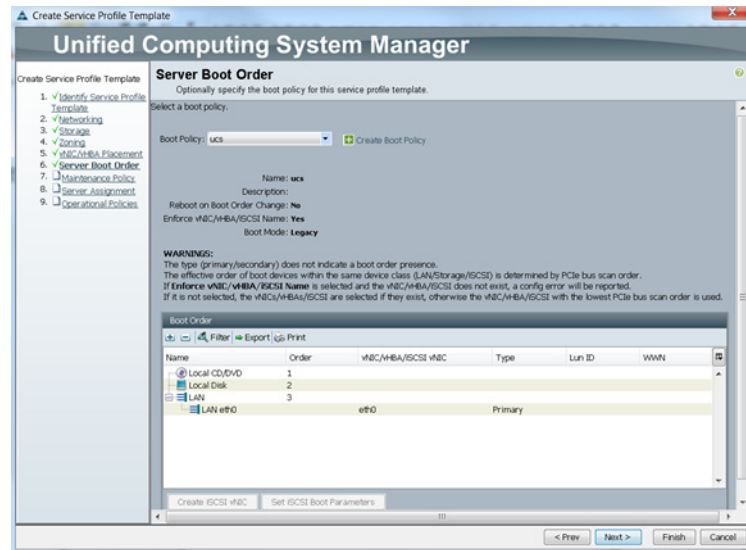 Create Service Profile Template
Unified Computing System Manager
Create Service Profile Template
1. √Identify Service Profile
Template
2. √Networking
3. √Storage
4. √Zoning
5. √vNIC/vHBA Placement
6. √Server Boot Order
7. Maintenance Policy
8. Server Assignment
9. Operational Policies
Server Boot Order
Optionally specify the boot policy for this service profile template.
Select a boot policy.
Boot Policy: ucs
Create Boot Policy
Name: ucs
Description:
Reboot on Boot Order Change: No
Enforce vNIC/vHBA/iSCSI Name: Yes
Boot Mode: Legacy
WARNINGS:
The type (primary/secondary) does not indicate a boot order presence.
The effective order of boot devices within the same device class (LAN/Storage/iSCSI) is determined by PCIe bus scan order.
If Enforce vNIC/vHBA/iSCSI Name is selected and the vNIC/vHBA/iSCSI does not exist, a config error will be reported.
If it is not selected, the vNICs/vHBAs/iSCSI are selected if they exist, otherwise the vNIC/vHBA/iSCSI with the lowest PCIe bus scan order is used.
Boot Order
Filter Export Print
Name Order vNIC/vHBA/iSCSI vNIC Type Lun ID WWN
Local CD/DVD 1
Local Disk 2
LAN 3
LAN eth0 eth0 Primary
Create iSCSI vNIC Set iSCSI Boot Parameters
< Prev Next > Finish Cancel